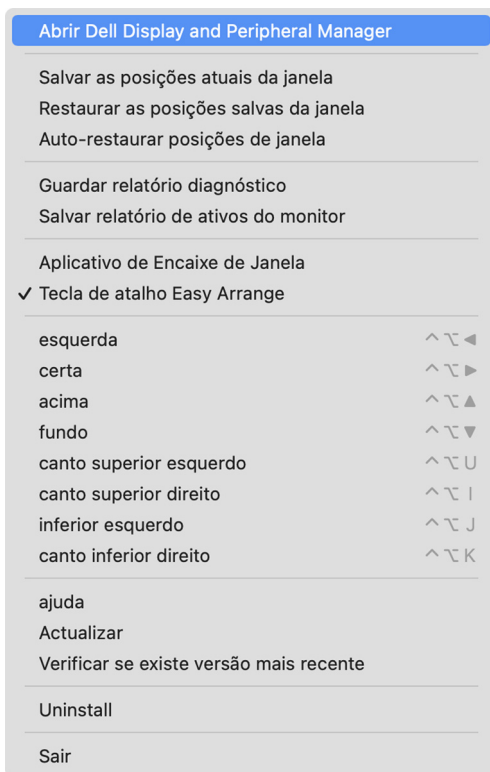 Abrir Dell Display and Peripheral Manager
Salvar as posições atuais da janela
Restaurar as posições salvas da janela
Auto-restaurar posições de janela
Guardar relatório diagnóstico
Salvar relatório de ativos do monitor
Aplicativo de Encaixe de Janela
✓ Tecla de atalho Easy Arrange
esquerda ^⌥◀
certa ^⌥▶
acima ^⌥▲
fundo ^⌥▼
canto superior esquerdo ^⌥U
canto superior direito ^⌥I
inferior esquerdo ^⌥J
canto inferior direito ^⌥K
ajuda
Actualizar
Verificar se existe versão mais recente
Uninstall
Sair